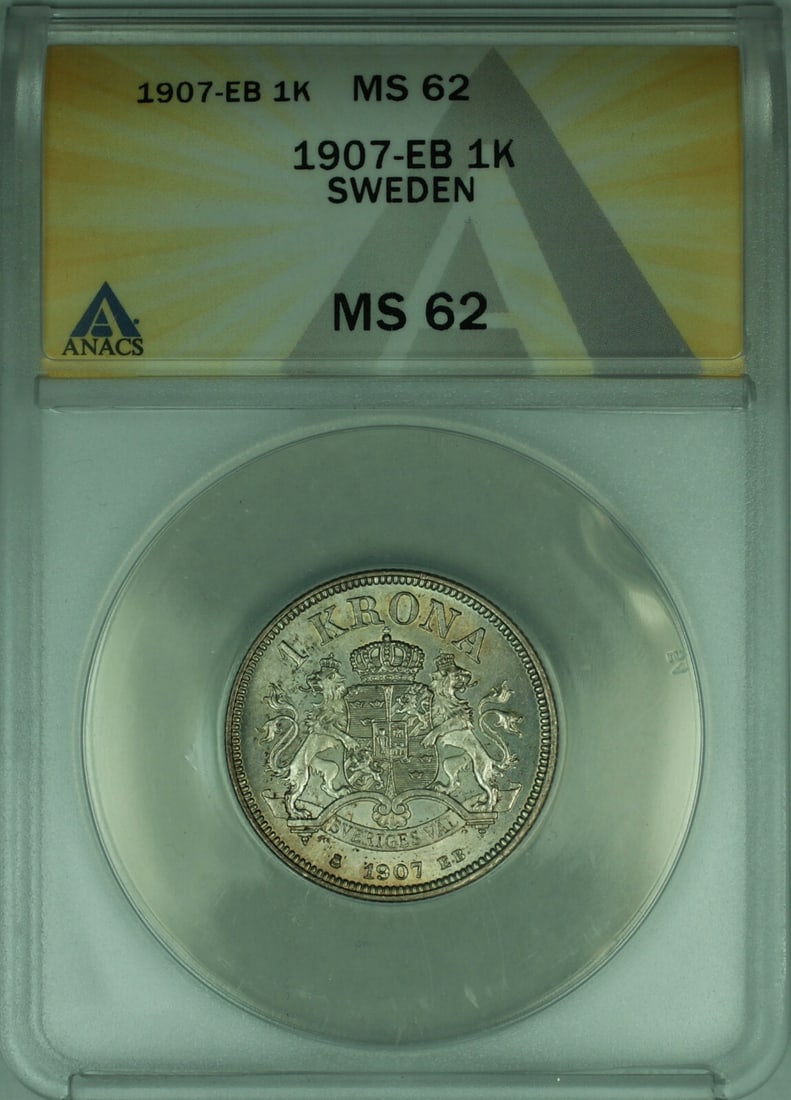 1907-EB 1K MS 62
1907-EB 1K
SWEDEN
MS 62
ANACS
1 KRONA
SVERIGES VÄL
1907 E.B.